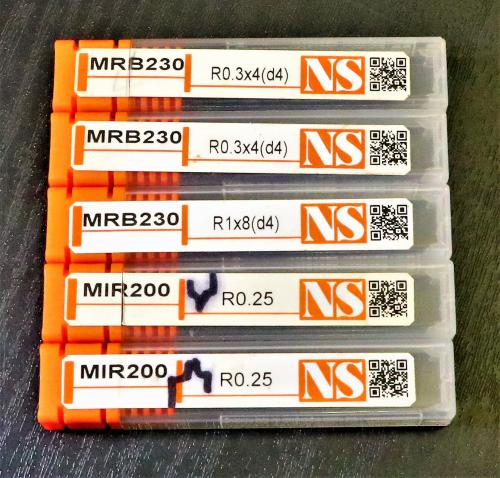 MRB230 R0.3x4(d4) NS
MRB230 R0.3x4(d4) NS
MRB230 R1x8(d4) NS
MIR200 R0.25 NS
MIR200 R0.25 NS